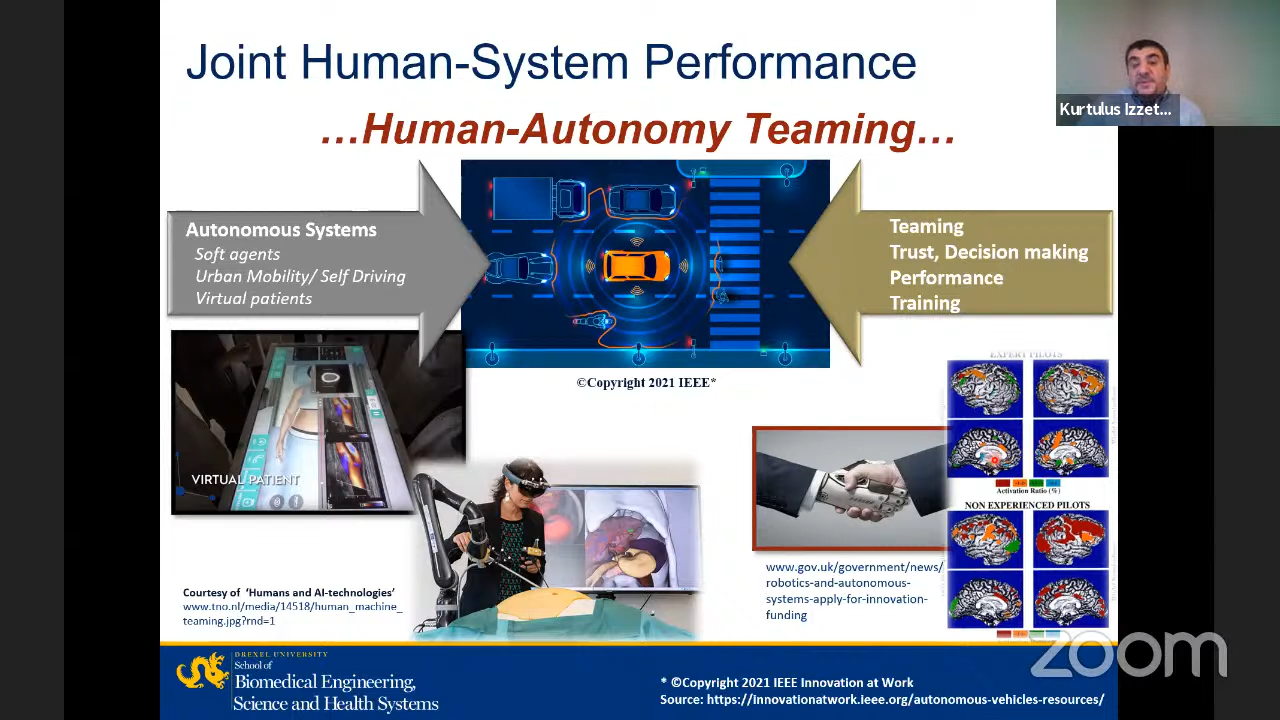 Joint Human-System Performance
Kurtulus Izzet...
...Human-Autonomy Teaming...
Autonomous Systems
Soft agents
Urban Mobility/ Self Driving
Virtual patients
Teaming
Trust, Decision making
Performance
Training
©Copyright 2021 IEEE*
VIRTUAL PATIENT
EXPERT PILOTS
Activation Ratio (%)
NON EXPERIENCED PILOTS
www.gov.uk/government/news/
robotics-and-autonomous-
systems-apply-for-innovation-
funding
Courtesy of ‘Humans and AI-technologies’
www.tno.nl/media/14518/human_machine_
teaming.jpg?rnd=1
zoom
DREXEL UNIVERSITY
School of
Biomedical Engineering,
Science and Health Systems
* ©Copyright 2021 IEEE Innovation at Work
Source: https://innovationatwork.ieee.org/autonomous-vehicles-resources/